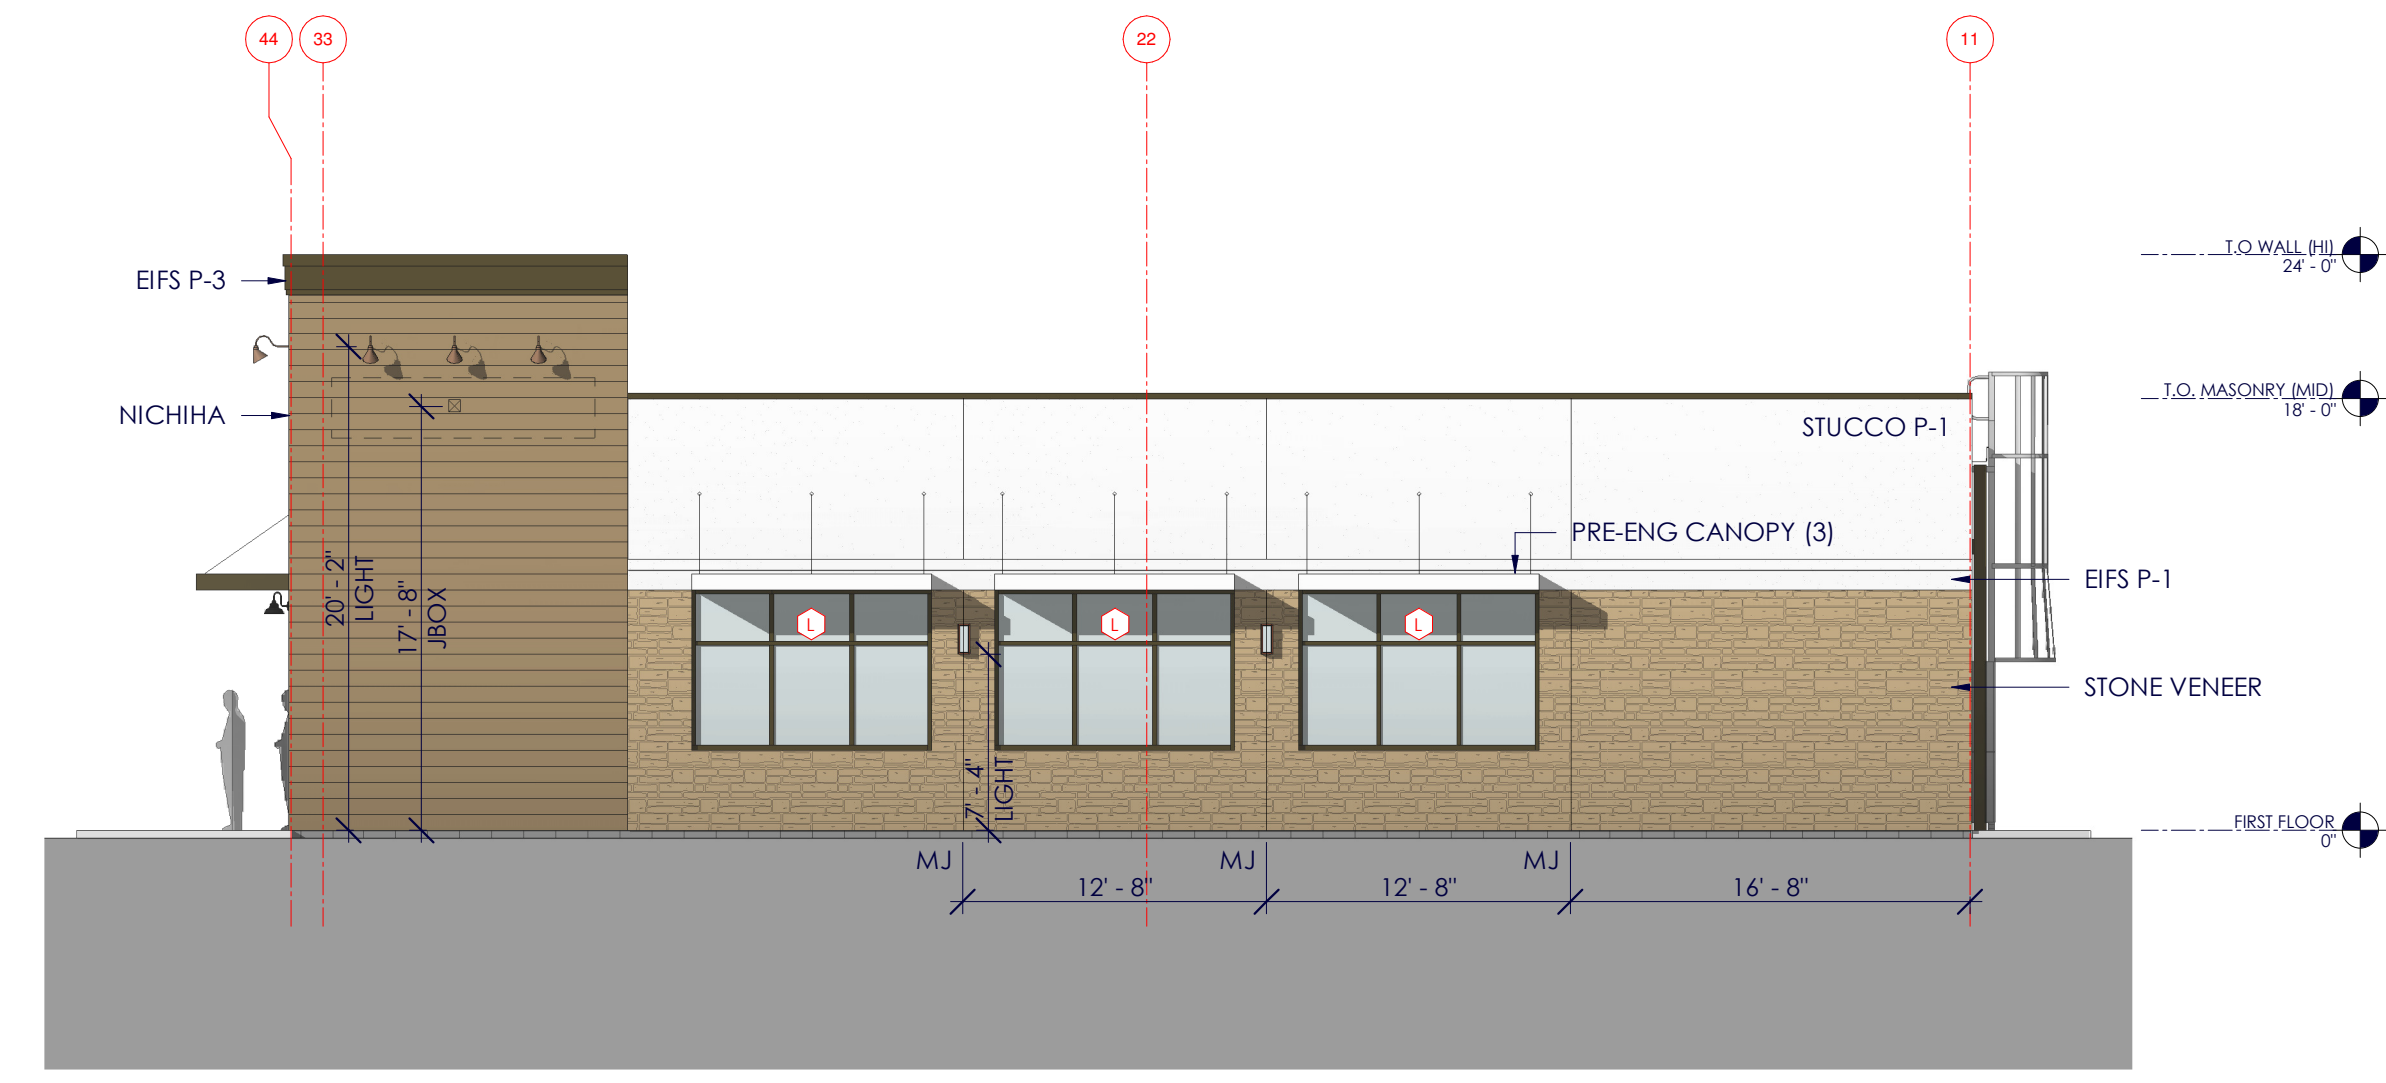 44
33
22
11
T.O WALL (HI)
24' - 0"
EIFS P-3
NICHIHA
T.O. MASONRY (MID)
18' - 0"
STUCCO P-1
PRE-ENG CANOPY (3)
20' - 2"
LIGHT
17' - 8"
JBOX
EIFS P-1
L
L
L
STONE VENEER
7' - 4"
LIGHT
FIRST FLOOR
0"
MJ
MJ
MJ
12' - 8"
12' - 8"
16' - 8"